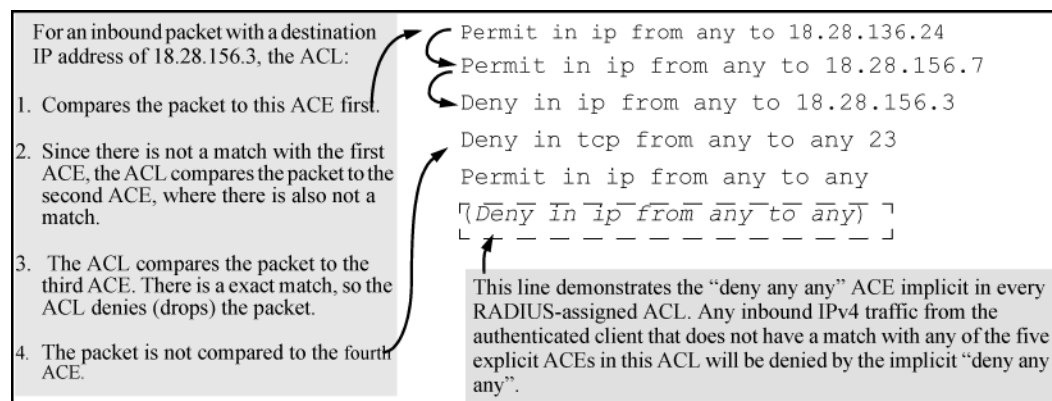 For an inbound packet with a destination
IP address of 18.28.156.3, the ACL:
1. Compares the packet to this ACE first.
2. Since there is not a match with the first
ACE, the ACL compares the packet to the
second ACE, where there is also not a
match.
3. The ACL compares the packet to the
third ACE. There is a exact match, so the
ACL denies (drops) the packet.
4. The packet is not compared to the fourth
ACE.
Permit in ip from any to 18.28.136.24
Permit in ip from any to 18.28.156.7
Deny in ip from any to 18.28.156.3
Deny in tcp from any to any 23
Permit in ip from any to any
(Deny in ip from any to any)
This line demonstrates the “deny any any” ACE implicit in every
RADIUS-assigned ACL. Any inbound IPv4 traffic from the
authenticated client that does not have a match with any of the five
explicit ACEs in this ACL will be denied by the implicit “deny any
any”.